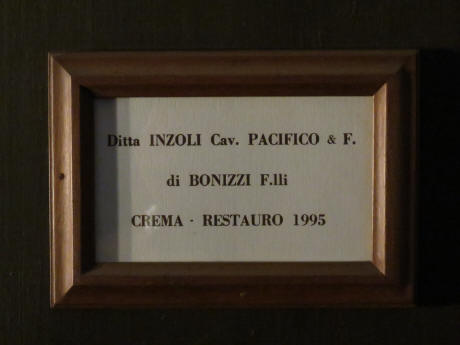 Ditta INZOLI Cav. PACIFICO & F.
di BONIZZI F.lli
CREMA - RESTAURO 1995